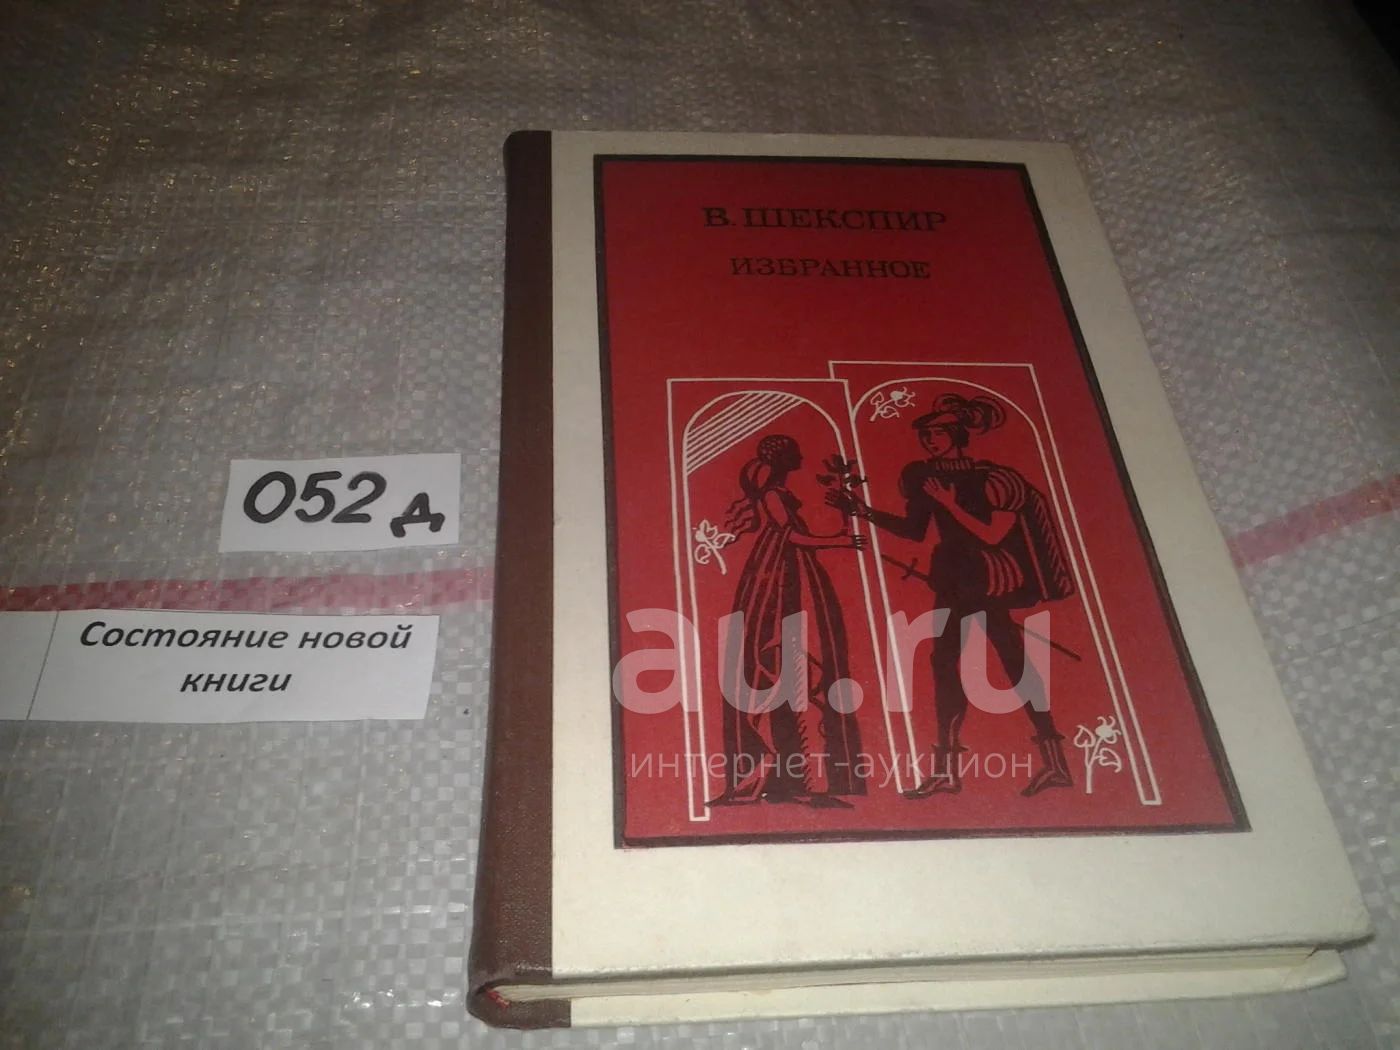 В. ШЕКСПИР
ИЗБРАННОЕ
052 д
Состояние новой
книги
au.ru
интернет-аукцион